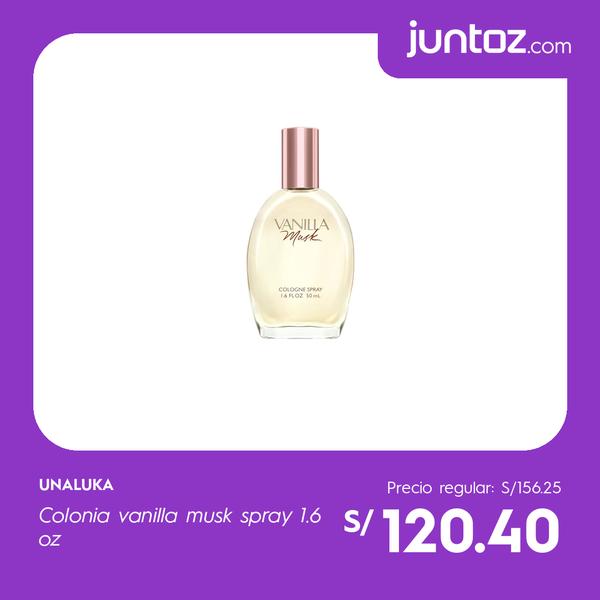 juntoz.com
VANILLA
Musk
COLOGNE SPRAY
1.6 FL OZ 50 mL
UNALUKA
Colonia vanilla musk spray 1.6
oz
Precio regular: S/156.25
S/ 120.40